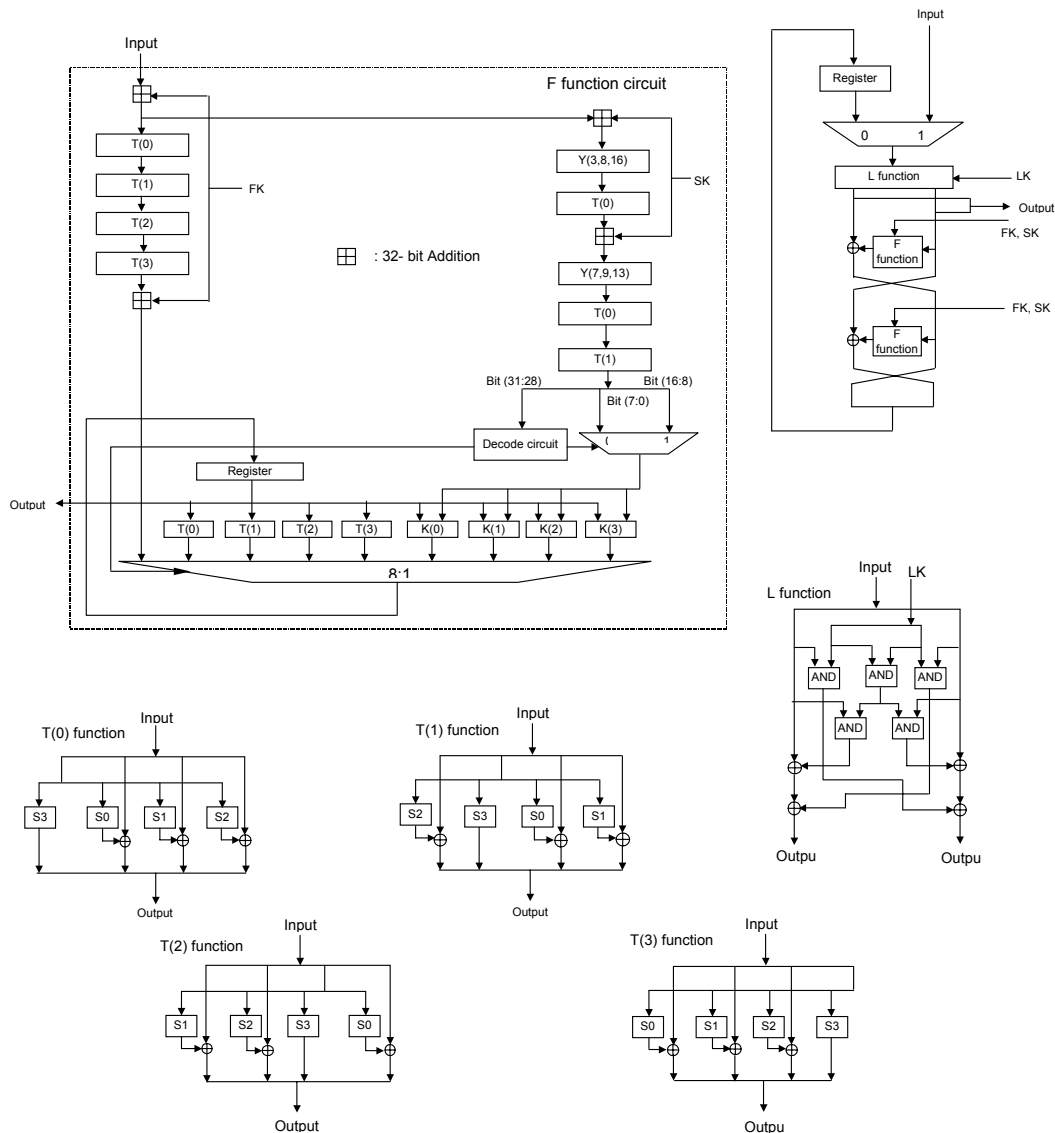 Input
F function circuit
T(0)
T(1)
T(2)
T(3)
FK
Y(3,8,16)
T(0)
SK
: 32- bit Addition
Y(7,9,13)
T(0)
T(1)
Bit (31:28)
Bit (16:8)
Bit (7:0)
Decode circuit
1
Register
Output
T(0)
T(1)
T(2)
T(3)
K(0)
K(1)
K(2)
K(3)
8:1
Input
Register
0 1
L function
LK
Output
FK, SK
F
function
FK, SK
F
function
L function
Input
LK
AND
AND
AND
AND
AND
Outpu
Outpu
T(0) function
Input
S3
S0
S1
S2
Output
T(1) function
Input
S2
S3
S0
S1
Output
T(2) function
Input
S1
S2
S3
S0
Output
T(3) function
Input
S0
S1
S2
S3
Outpu